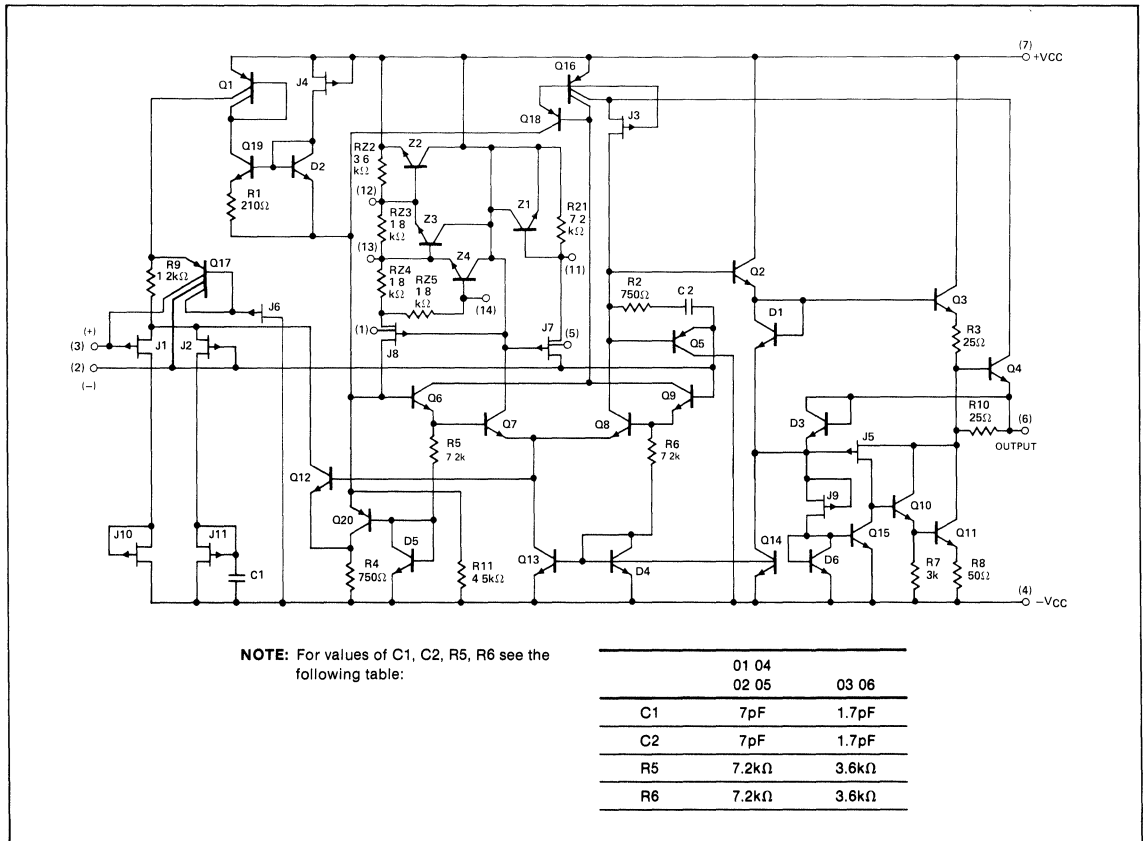 (7)
+VCC
Q1
J4
Q16
Q18
J3
Q19
D2
R1
210Ω
RZ2
3 6
kΩ
Z2
(12)
RZ3
1 8
kΩ
Z3
Z1
R21
7 2
kΩ
(13)
Z4
(11)
RZ4
1 8
kΩ
RZ5
1 8
kΩ
(14)
R9
1 2kΩ
Q17
J6
(+)
(3)
J1
J2
(1)
J8
J7
(5)
(2)
(−)
R2
750Ω
C 2
Q5
Q2
D1
Q3
R3
25Ω
Q4
Q6
Q7
Q8
Q9
R5
7 2k
R6
7 2k
D3
R10
25Ω
(6)
OUTPUT
J5
J9
Q10
Q12
Q20
D5
Q13
D4
Q14
D6
Q15
Q11
J10
J11
C1
R4
750Ω
R11
4 5kΩ
R7
3k
R8
50Ω
(4)
−VCC
NOTE: For values of C1, C2, R5, R6 see the
following table:
01 04
02 05 03 06
C1 7pF 1.7pF
C2 7pF 1.7pF
R5 7.2kΩ 3.6kΩ
R6 7.2kΩ 3.6kΩ